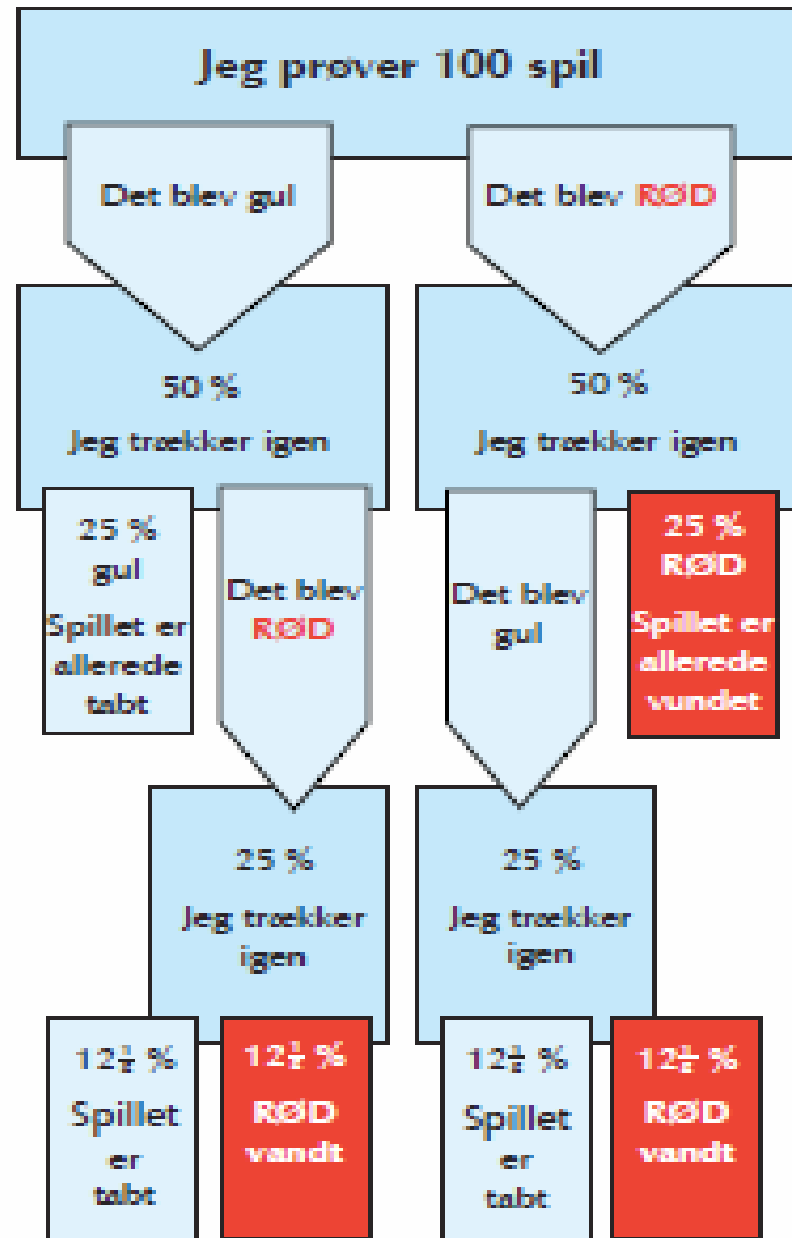 Jeg prøver 100 spil
Det blev gul
Det blev RØD
50 %
Jeg trækker igen
50 %
Jeg trækker igen
25 %
gul
Spillet er
allerede
tabt
Det blev
RØD
Det blev
gul
25 %
RØD
Spillet er
allerede
vundet
25 %
Jeg trækker
igen
25 %
Jeg trækker
igen
12½ %
Spillet
er
tabt
12½ %
RØD
vandt
12½ %
Spillet
er
tabt
12½ %
RØD
vandt